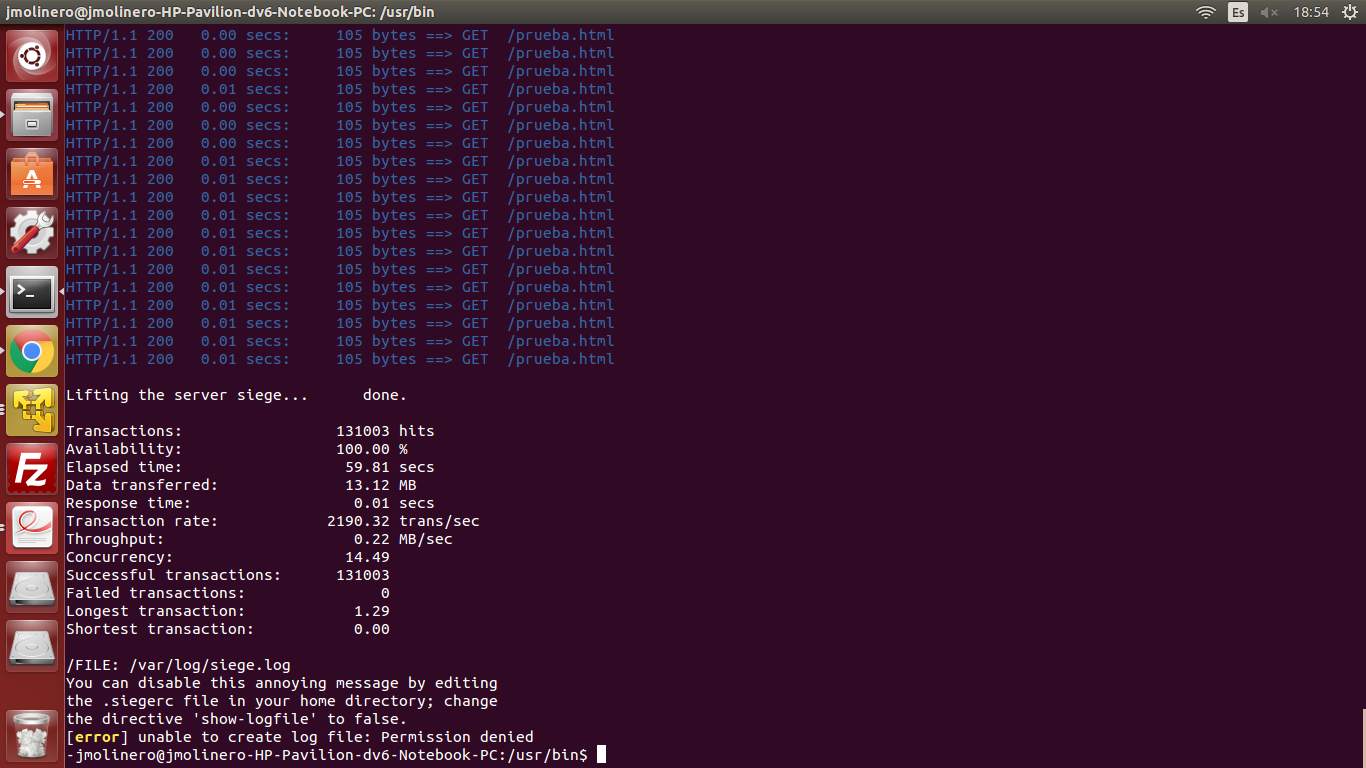 jmolinero@jmolinero-HP-Pavilion-dv6-Notebook-PC: /usr/bin Es 18:54
HTTP/1.1 200   0.00 secs:     105 bytes ==> GET  /prueba.html
HTTP/1.1 200   0.00 secs:     105 bytes ==> GET  /prueba.html
HTTP/1.1 200   0.00 secs:     105 bytes ==> GET  /prueba.html
HTTP/1.1 200   0.01 secs:     105 bytes ==> GET  /prueba.html
HTTP/1.1 200   0.00 secs:     105 bytes ==> GET  /prueba.html
HTTP/1.1 200   0.00 secs:     105 bytes ==> GET  /prueba.html
HTTP/1.1 200   0.00 secs:     105 bytes ==> GET  /prueba.html
HTTP/1.1 200   0.01 secs:     105 bytes ==> GET  /prueba.html
HTTP/1.1 200   0.01 secs:     105 bytes ==> GET  /prueba.html
HTTP/1.1 200   0.01 secs:     105 bytes ==> GET  /prueba.html
HTTP/1.1 200   0.01 secs:     105 bytes ==> GET  /prueba.html
HTTP/1.1 200   0.01 secs:     105 bytes ==> GET  /prueba.html
HTTP/1.1 200   0.01 secs:     105 bytes ==> GET  /prueba.html
HTTP/1.1 200   0.01 secs:     105 bytes ==> GET  /prueba.html
HTTP/1.1 200   0.01 secs:     105 bytes ==> GET  /prueba.html
HTTP/1.1 200   0.01 secs:     105 bytes ==> GET  /prueba.html
HTTP/1.1 200   0.01 secs:     105 bytes ==> GET  /prueba.html
HTTP/1.1 200   0.01 secs:     105 bytes ==> GET  /prueba.html
HTTP/1.1 200   0.01 secs:     105 bytes ==> GET  /prueba.html
Lifting the server siege...      done.
Transactions:                 131003 hits
Availability:                 100.00 %
Elapsed time:                  59.81 secs
Data transferred:              13.12 MB
Response time:                  0.01 secs
Transaction rate:            2190.32 trans/sec
Throughput:                     0.22 MB/sec
Concurrency:                   14.49
Successful transactions:      131003
Failed transactions:               0
Longest transaction:            1.29
Shortest transaction:           0.00
/FILE: /var/log/siege.log
You can disable this annoying message by editing
the .siegerc file in your home directory; change
the directive 'show-logfile' to false.
[error] unable to create log file: Permission denied
-jmolinero@jmolinero-HP-Pavilion-dv6-Notebook-PC:/usr/bin$